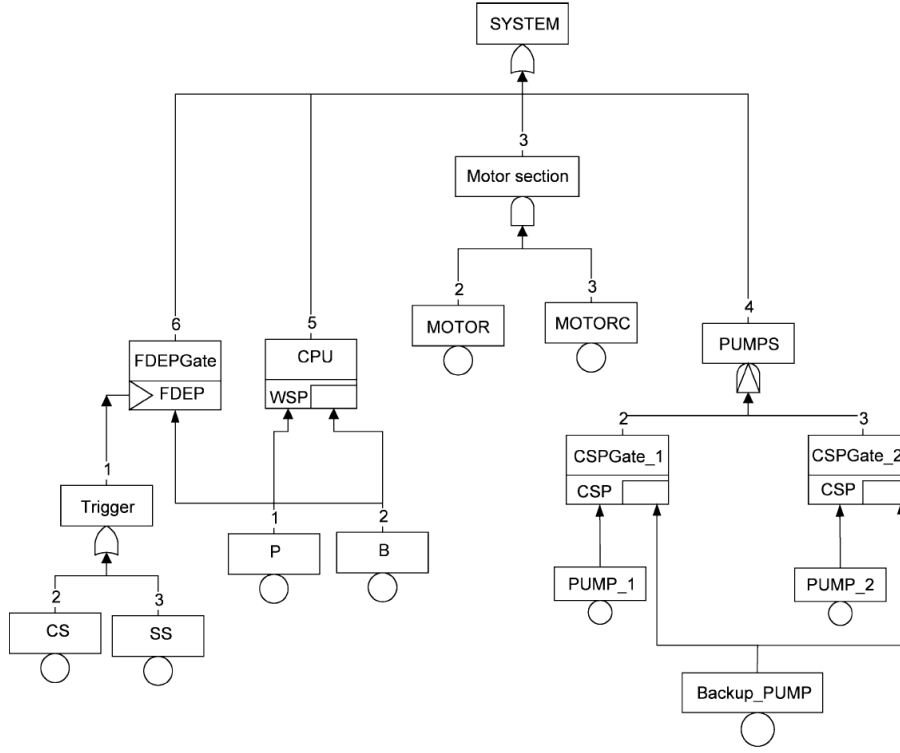 SYSTEM
3
Motor section
6
5
2
3
4
FDEPGate
FDEP
CPU
WSP
MOTOR
MOTORC
PUMPS
2
3
CSPGate_1
CSP
CSPGate_2
CSP
1
Trigger
1
2
P
B
PUMP_1
PUMP_2
2
3
CS
SS
Backup_PUMP